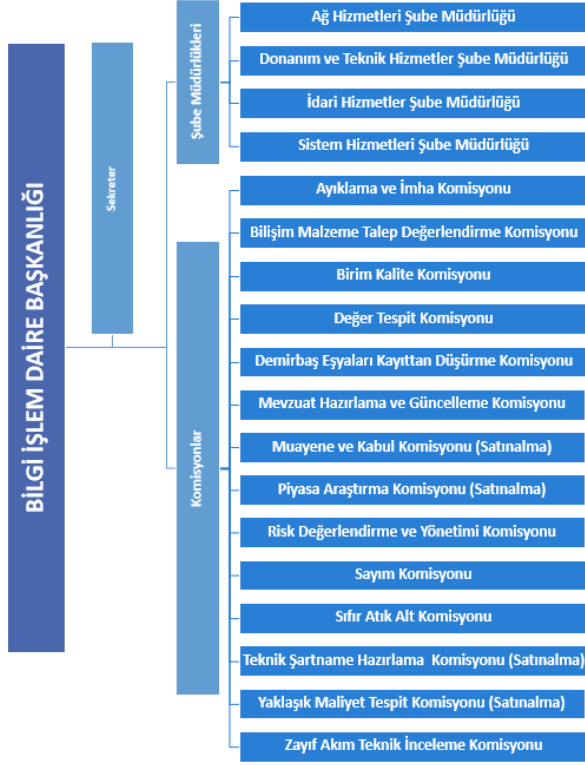 BİLGİ İŞLEM DAİRE BAŞKANLIĞI
Sekreter
Şube Müdürlükleri
Ağ Hizmetleri Şube Müdürlüğü
Donanım ve Teknik Hizmetler Şube Müdürlüğü
İdari Hizmetler Şube Müdürlüğü
Sistem Hizmetleri Şube Müdürlüğü
Komisyonlar
Ayıklama ve İmha Komisyonu
Bilişim Malzeme Talep Değerlendirme Komisyonu
Birim Kalite Komisyonu
Değer Tespit Komisyonu
Demirbaş Eşyaları Kayıttan Düşürme Komisyonu
Mevzuat Hazırlama ve Güncelleme Komisyonu
Muayene ve Kabul Komisyonu (Satınalma)
Piyasa Araştırma Komisyonu (Satınalma)
Risk Değerlendirme ve Yönetimi Komisyonu
Sayım Komisyonu
Sıfır Atık Alt Komisyonu
Teknik Şartname Hazırlama  Komisyonu (Satınalma)
Yaklaşık Maliyet Tespit Komisyonu (Satınalma)
Zayıf Akım Teknik İnceleme Komisyonu